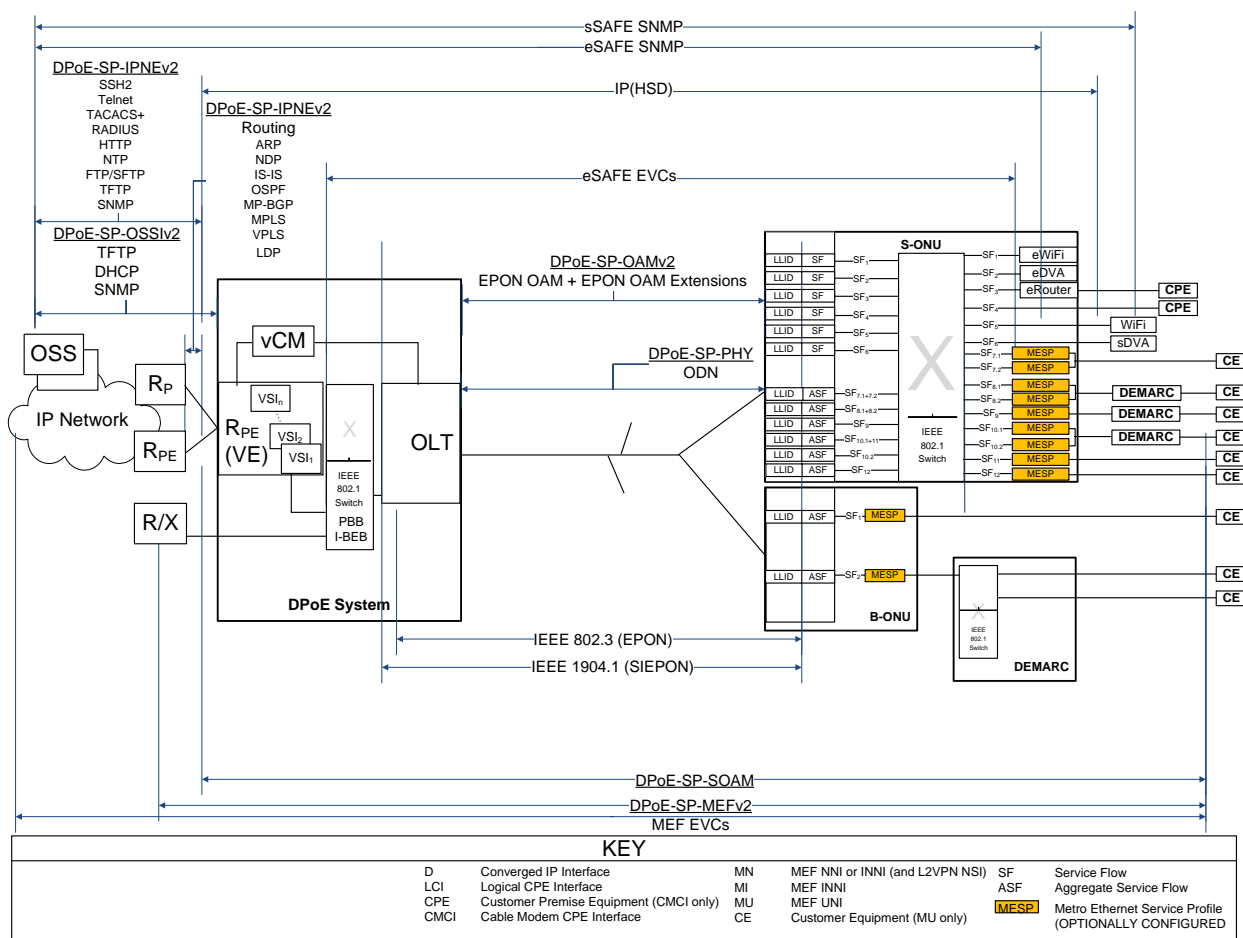 sSAFE SNMP
eSAFE SNMP
DPoE-SP-IPNEv2
SSH2
Telnet
TACACS+
RADIUS
HTTP
NTP
FTP/SFTP
TFTP
SNMP
IP(HSD)
DPoE-SP-IPNEv2
Routing
ARP
NDP
IS-IS
OSPF
MP-BGP
MPLS
VPLS
LDP
eSAFE EVCs
DPoE-SP-OSSIv2
TFTP
DHCP
SNMP
DPoE-SP-OAMv2
EPON OAM + EPON OAM Extensions
DPoE-SP-PHY
ODN
OSS
IP Network
RP
RPE
R/X
vCM
RPE
(VE)
VSIn
VSI2
VSI1
X
IEEE
802.1
Switch
PBB
I-BEB
OLT
DPoE System
S-ONU
LLID SF SF1
LLID SF SF2
LLID SF SF3
LLID SF SF4
LLID SF SF5
LLID SF SF6
LLID ASF SF7.1+7.2
LLID ASF SF8.1+8.2
LLID ASF SF9
LLID ASF SF10.1+11
LLID ASF SF10.2
LLID ASF SF12
X
IEEE
802.1
Switch
SF1 eWiFi
SF2 eDVA
SF3 eRouter CPE
SF4 CPE
SF5 WiFi
SF6 sDVA
SF7.1 MESP CE
SF7.2 MESP
SF8.1 MESP DEMARC CE
SF8.2 MESP
SF9 MESP DEMARC CE
SF10.1 MESP DEMARC CE
SF10.2 MESP
SF11 MESP CE
SF12 MESP CE
LLID ASF SF1 MESP CE
LLID ASF SF2 MESP CE
CE
B-ONU
X
IEEE
802.1
Switch
DEMARC
IEEE 802.3 (EPON)
IEEE 1904.1 (SIEPON)
DPoE-SP-SOAM
DPoE-SP-MEFv2
MEF EVCs
KEY
D Converged IP Interface
LCI Logical CPE Interface
CPE Customer Premise Equipment (CMCI only)
CMCI Cable Modem CPE Interface
MN MEF NNI or INNI (and L2VPN NSI)
MI MEF INNI
MU MEF UNI
CE Customer Equipment (MU only)
SF Service Flow
ASF Aggregate Service Flow
MESP Metro Ethernet Service Profile
(OPTIONALLY CONFIGURED